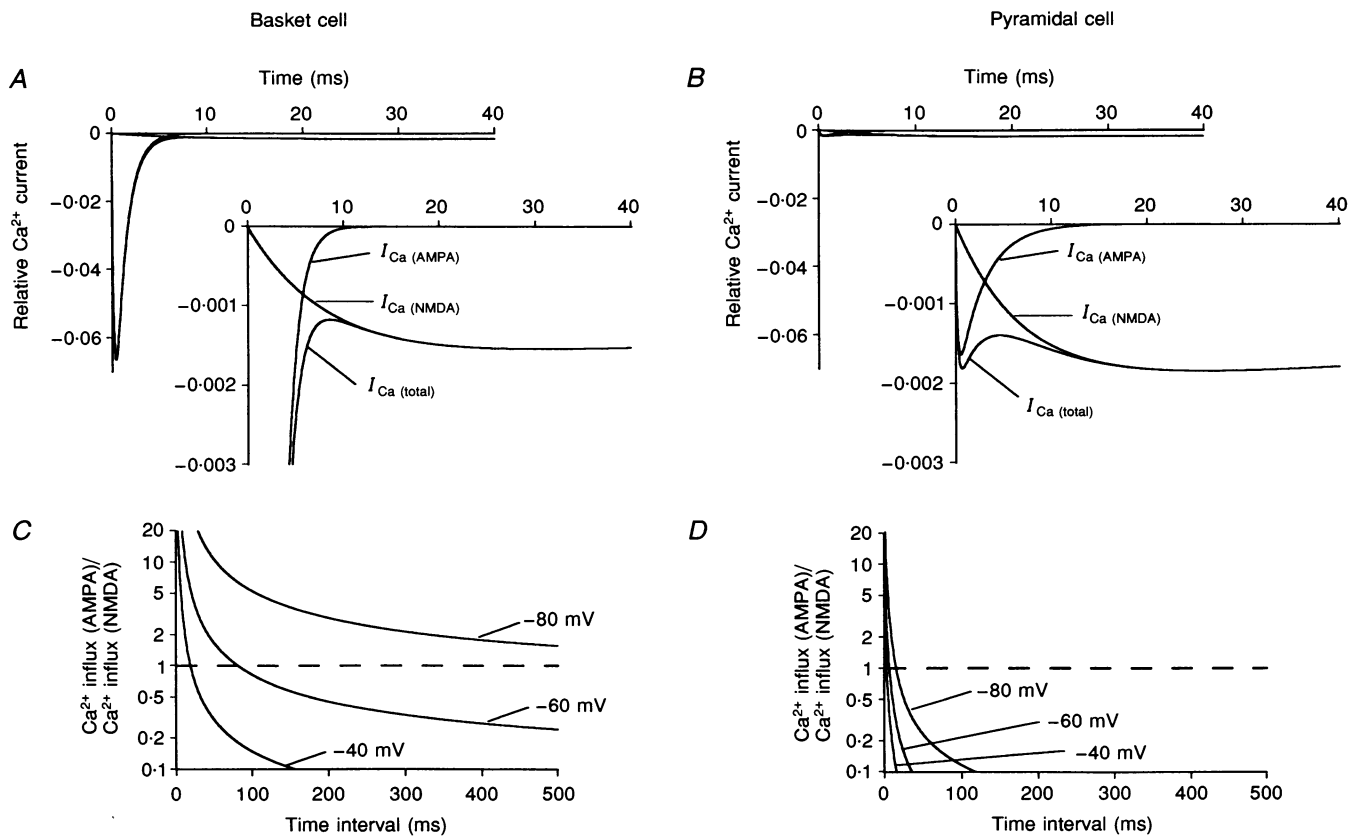 Basket cell
Pyramidal cell
A
Time (ms)
0 10 20 30 40
Relative Ca²⁺ current
0
−0·02
−0·04
−0·06
0 10 20 30 40
0
−0·001
−0·002
−0·003
I Ca (AMPA)
I Ca (NMDA)
I Ca (total)
B
Time (ms)
0 10 20 30 40
Relative Ca²⁺ current
0
−0·02
−0·04
−0·06
0 10 20 30 40
0
−0·001
−0·002
−0·003
I Ca (AMPA)
I Ca (NMDA)
I Ca (total)
C
Ca²⁺ influx (AMPA)/
Ca²⁺ influx (NMDA)
20
10
5
2
1
0·5
0·2
0·1
−80 mV
−60 mV
−40 mV
0 100 200 300 400 500
Time interval (ms)
D
Ca²⁺ influx (AMPA)/
Ca²⁺ influx (NMDA)
20
10
5
2
1
0·5
0·2
0·1
−80 mV
−60 mV
−40 mV
0 100 200 300 400 500
Time interval (ms)